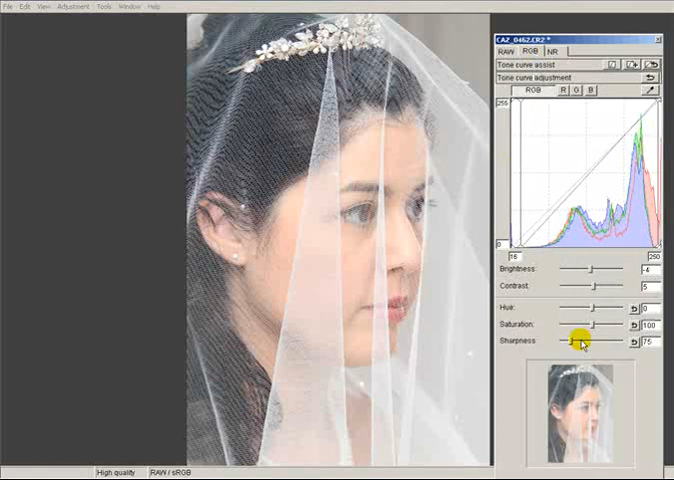 File Edit View Adjustment Tools Window Help
CA2_0462.CR2 *
RAW RGB NR
Tone curve assist
Tone curve adjustment
RGB R G B
255
0
16 250
Brightness: -4
Contrast: 5
Hue: 0
Saturation: 100
Sharpness 75
High quality RAW / sRGB